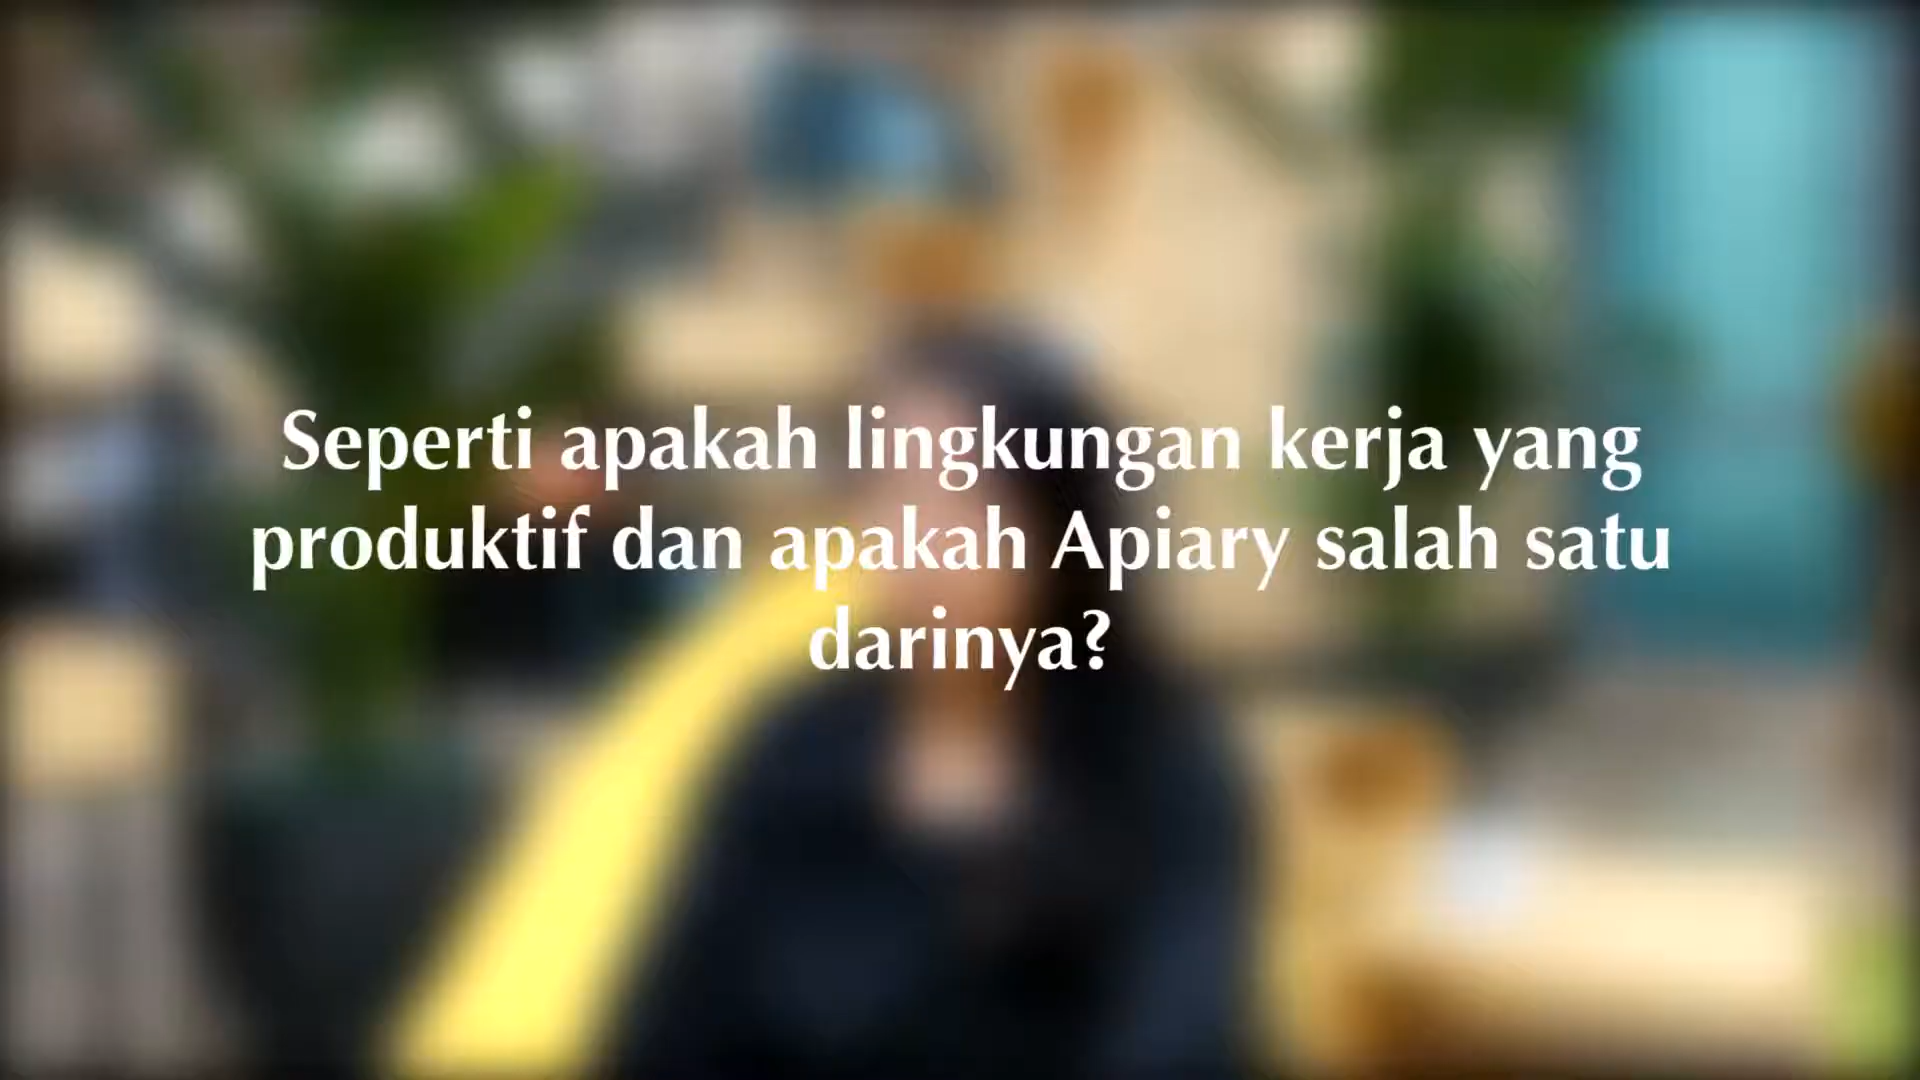 Seperti apakah lingkungan kerja yang
produktif dan apakah Apiary salah satu
darinya?